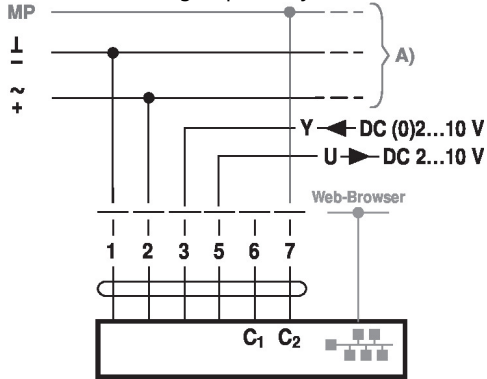 MP
⊥
–
A)
~
+
Y DC (0)2...10 V
U DC 2...10 V
Web-Browser
1 2 3 5 6 7
C1 C2